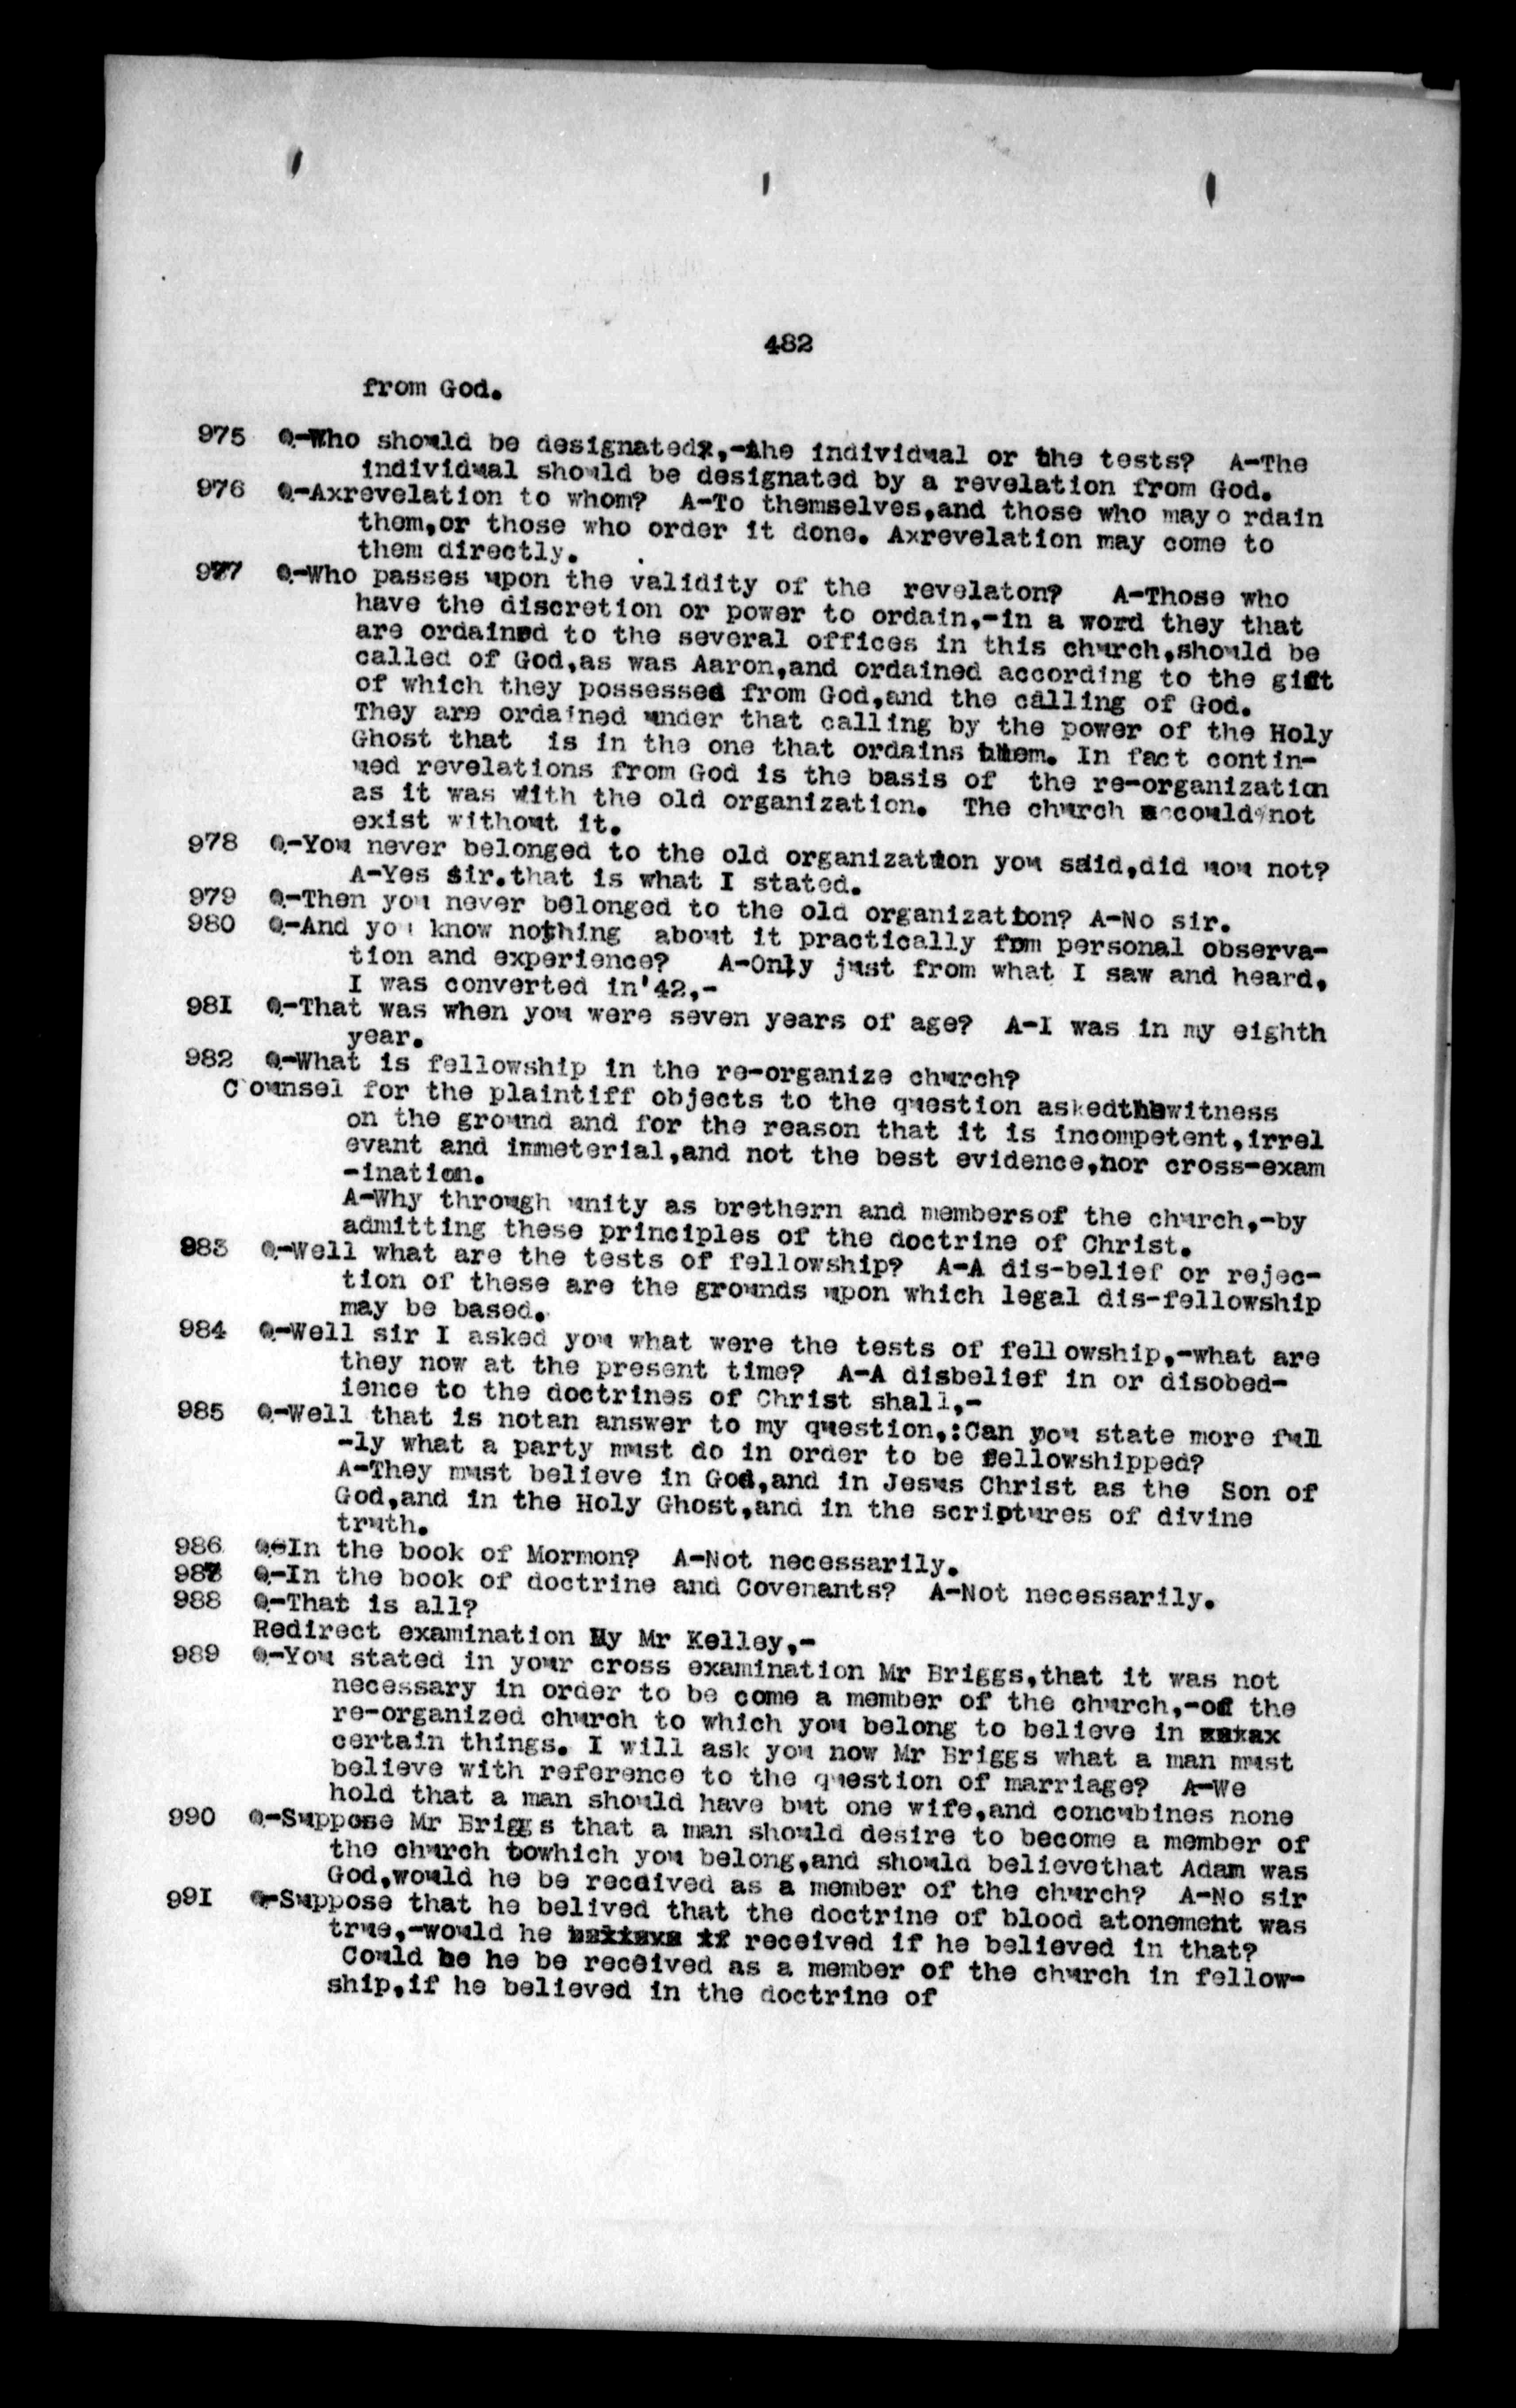 482
from God.
975 Q-Who should be designated,-the individual or the tests? A-The
individual should be designated by a revelation from God.
976 Q-Axrevelation to whom? A-To themselves,and those who mayo rdain
them,or those who order it done. Axrevelation may come to
them directly.
977 Q-Who passes upon the validity of the revelaton? A-Those who
have the discretion or power to ordain,-in a word they that
are ordained to the several offices in this church,should be
called of God,as was Aaron,and ordained according to the gift
of which they possessed from God,and the calling of God.
They are ordained under that calling by the power of the Holy
Ghost that is in the one that ordains them. In fact contin-
ued revelations from God is the basis of the re-organization
as it was with the old organization. The church could not
exist without it.
978 Q-You never belonged to the old organization you said,did you not?
A-Yes sir.that is what I stated.
979 Q-Then you never belonged to the old organization? A-No sir.
980 Q-And you know nothing about it practically from personal observa-
tion and experience? A-Only just from what I saw and heard.
I was converted in'42,-
981 Q-That was when you were seven years of age? A-I was in my eighth
year.
982 Q-What is fellowship in the re-organize church?
Counsel for the plaintiff objects to the question askedthewitness
on the ground and for the reason that it is incompetent,irrel
evant and immeterial,and not the best evidence,nor cross-exam
-ination.
A-Why through unity as brethern and membersof the church,-by
admitting these principles of the doctrine of Christ.
983 Q-Well what are the tests of fellowship? A-A dis-belief or rejec-
tion of these are the grounds upon which legal dis-fellowship
may be based.
984 Q-Well sir I asked you what were the tests of fellowship,-what are
they now at the present time? A-A disbelief in or disobed-
ience to the doctrines of Christ shall,-
985 Q-Well that is notan answer to my question,:Can you state more full
-ly what a party must do in order to be fellowshipped?
A-They must believe in God,and in Jesus Christ as the Son of
God,and in the Holy Ghost,and in the scriptures of divine
truth.
986 Q-In the book of Mormon? A-Not necessarily.
987 Q-In the book of doctrine and Covenants? A-Not necessarily.
988 Q-That is all?
Redirect examination By Mr Kelley,-
989 Q-You stated in your cross examination Mr Briggs,that it was not
necessary in order to be come a member of the church,-of the
re-organized church to which you belong to believe in
certain things. I will ask you now Mr Briggs what a man must
believe with reference to the question of marriage? A-We
hold that a man should have but one wife,and concubines none
990 Q-Suppose Mr Briggs that a man should desire to become a member of
the church towhich you belong,and should believethat Adam was
God,would he be received as a member of the church? A-No sir
991 Q-Suppose that he belived that the doctrine of blood atonement was
true,-would he received if he believed in that?
Could be he be received as a member of the church in fellow-
ship,if he believed in the doctrine of